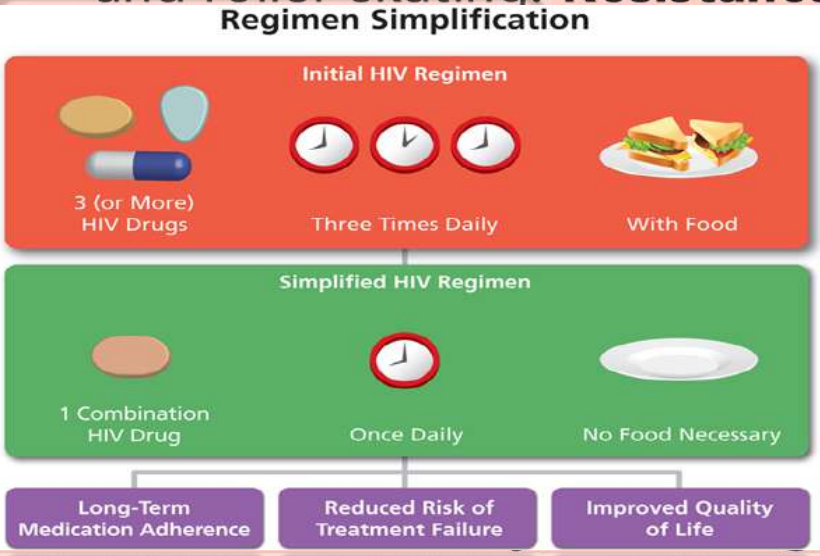 Regimen Simplification
Initial HIV Regimen
3 (or More)
HIV Drugs
Three Times Daily
With Food
Simplified HIV Regimen
1 Combination
HIV Drug
Once Daily
No Food Necessary
Long-Term
Medication Adherence
Reduced Risk of
Treatment Failure
Improved Quality
of Life